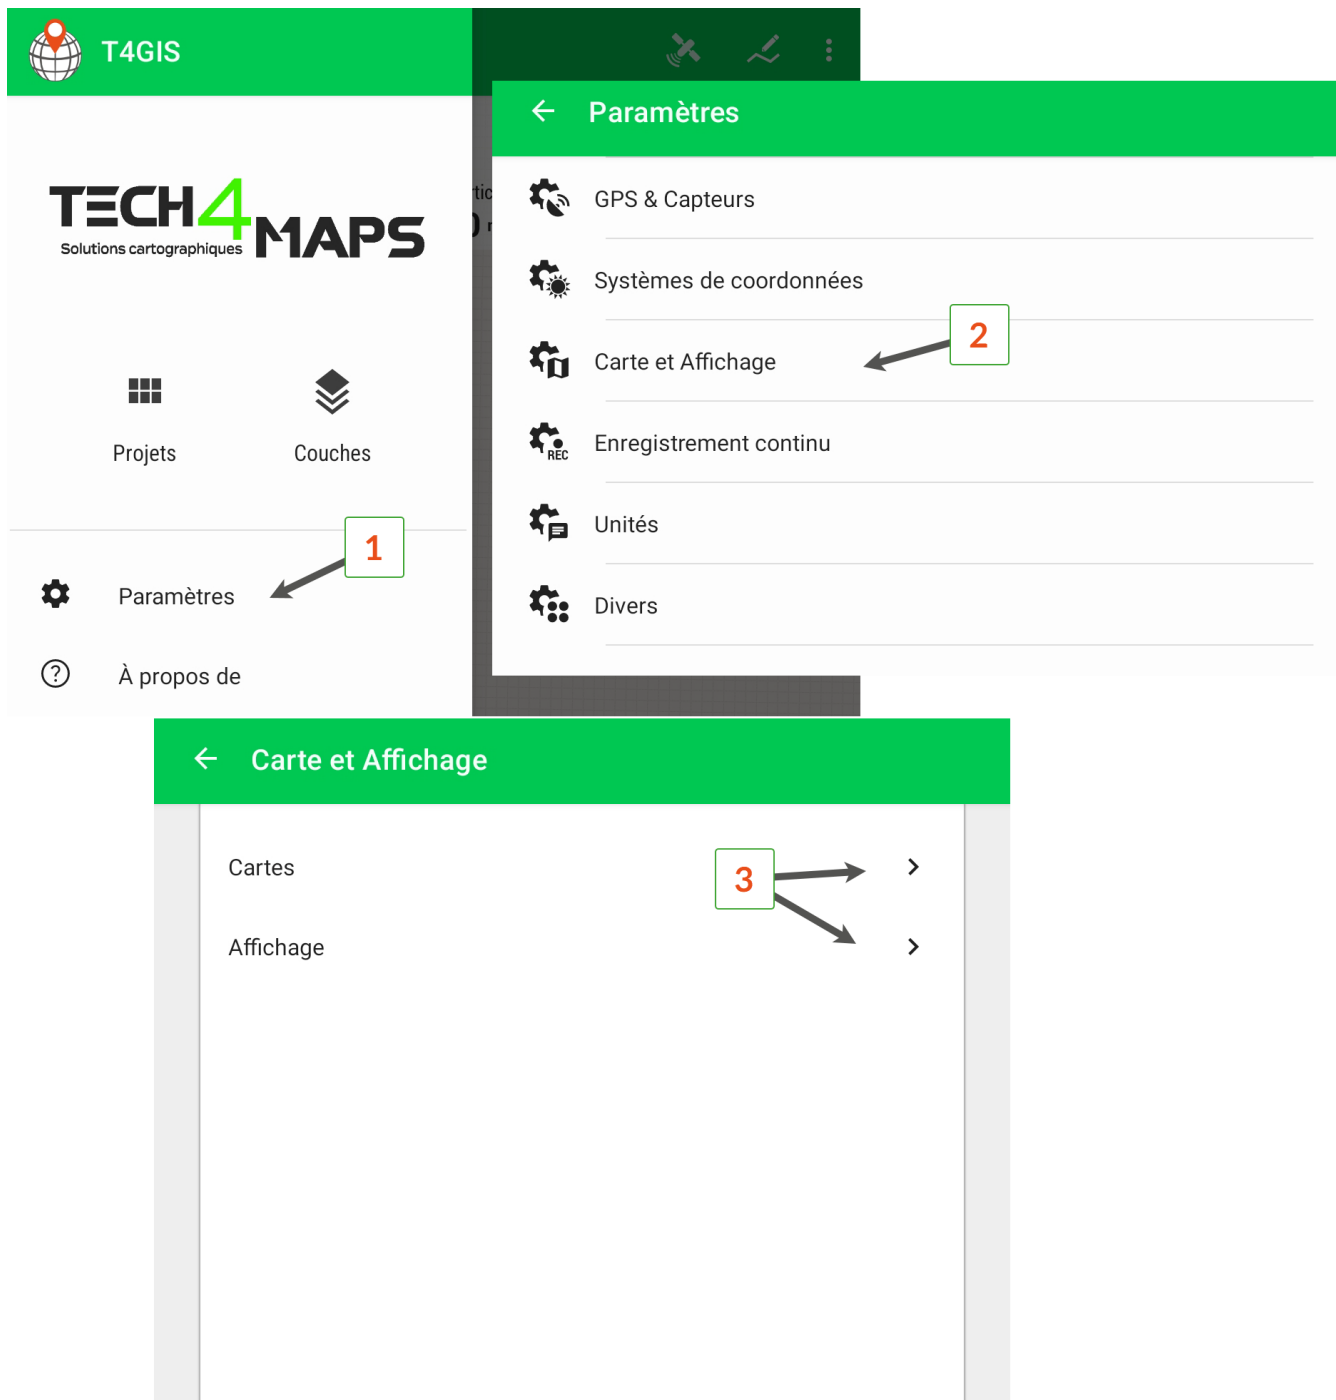 T4GIS
TECH4MAPS
Solutions cartographiques
Projets
Couches
1
Paramètres
À propos de
Paramètres
GPS & Capteurs
Systèmes de coordonnées
2
Carte et Affichage
REC
Enregistrement continu
Unités
Divers
Carte et Affichage
Cartes
3
Affichage